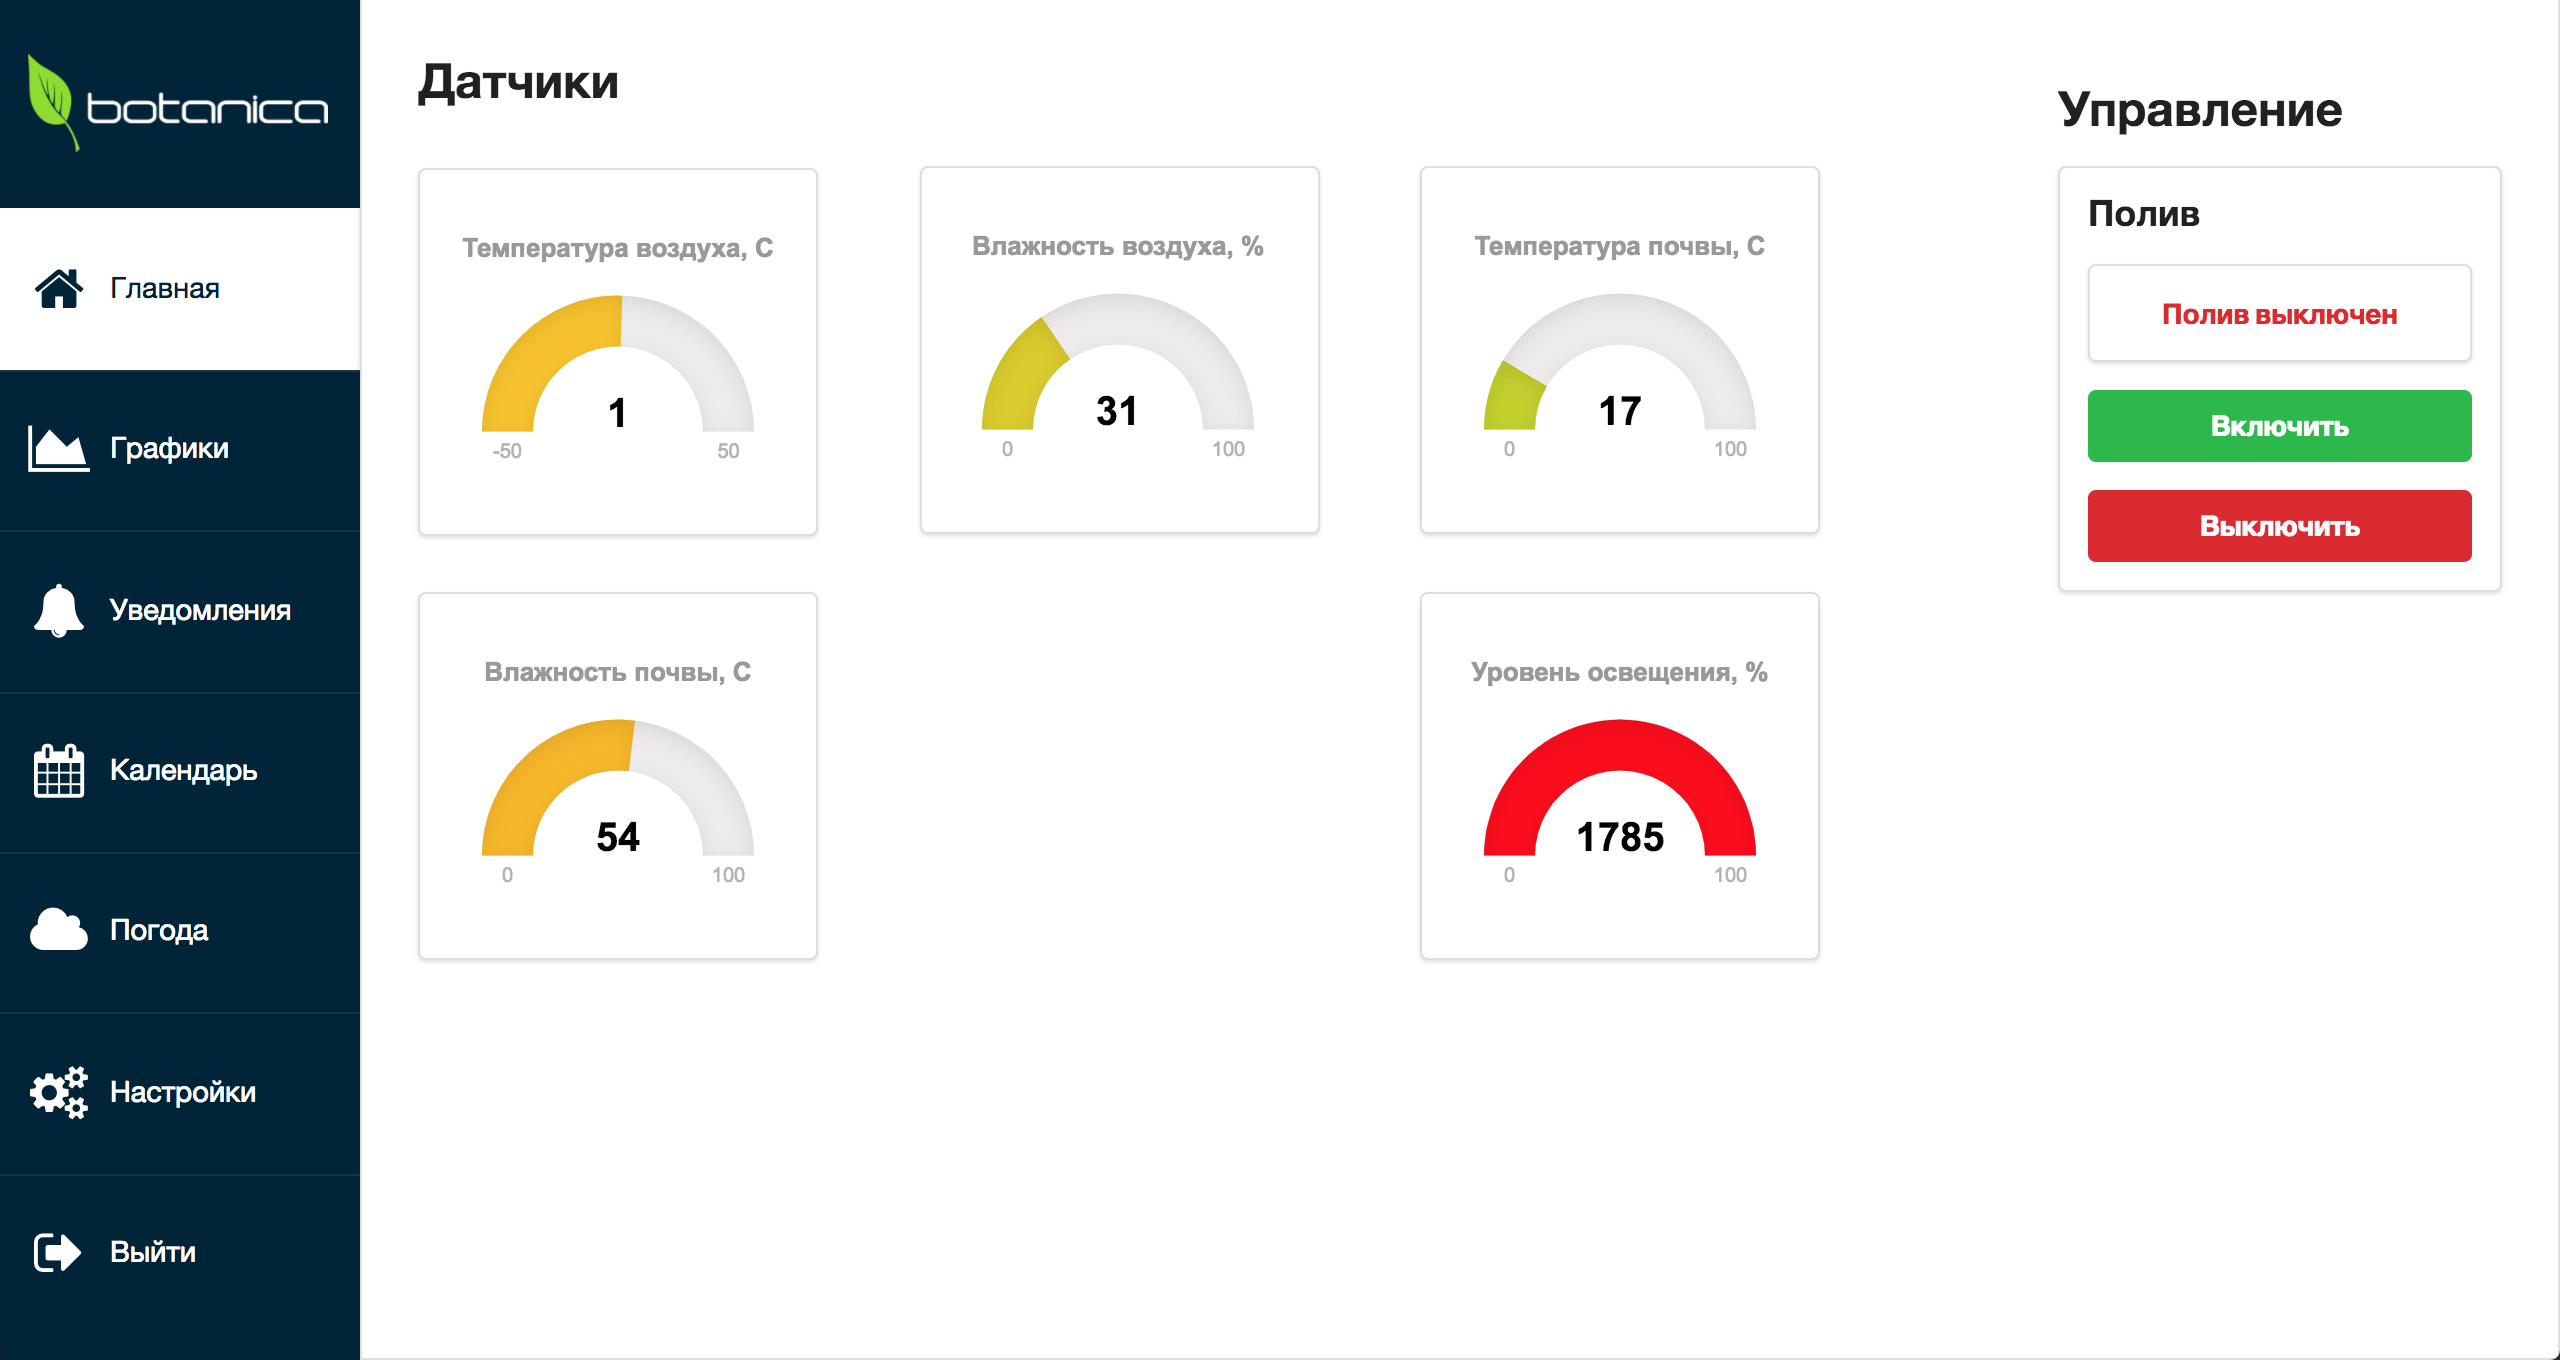 botanica
Главная
Графики
Уведомления
Календарь
Погода
Настройки
Выйти
Датчики
Температура воздуха, C
1
-50 50
Влажность воздуха, %
31
0 100
Температура почвы, C
17
0 100
Влажность почвы, C
54
0 100
Уровень освещения, %
1785
0 100
Управление
Полив
Полив выключен
Включить
Выключить